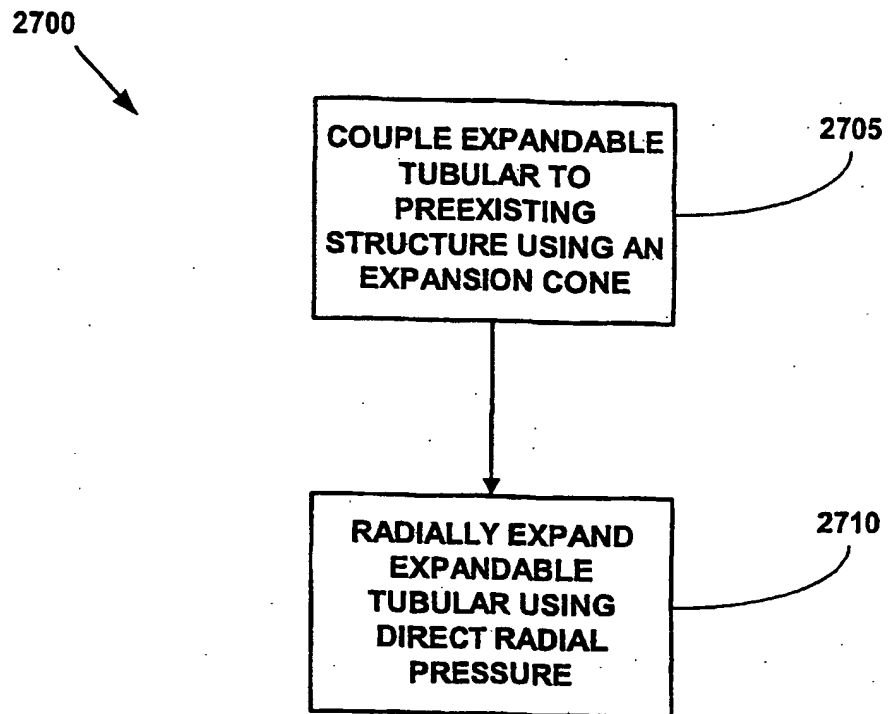 2700
COUPLE EXPANDABLE
TUBULAR TO
PREEXISTING
STRUCTURE USING AN
EXPANSION CONE
2705
RADIALLY EXPAND
EXPANDABLE
TUBULAR USING
DIRECT RADIAL
PRESSURE
2710